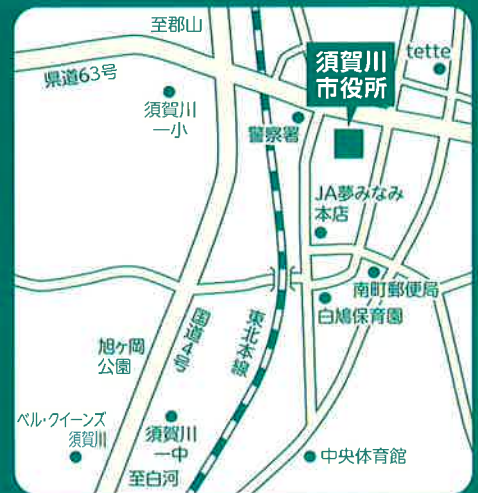 至郡山
須賀川
市役所
tette
県道63号
須賀川
一小
警察署
JA夢みなみ
本店
南町郵便局
白鳩保育園
国道4号
東北本線
旭ヶ岡
公園
ベル・クイーンズ
須賀川
須賀川
一中
至白河
中央体育館